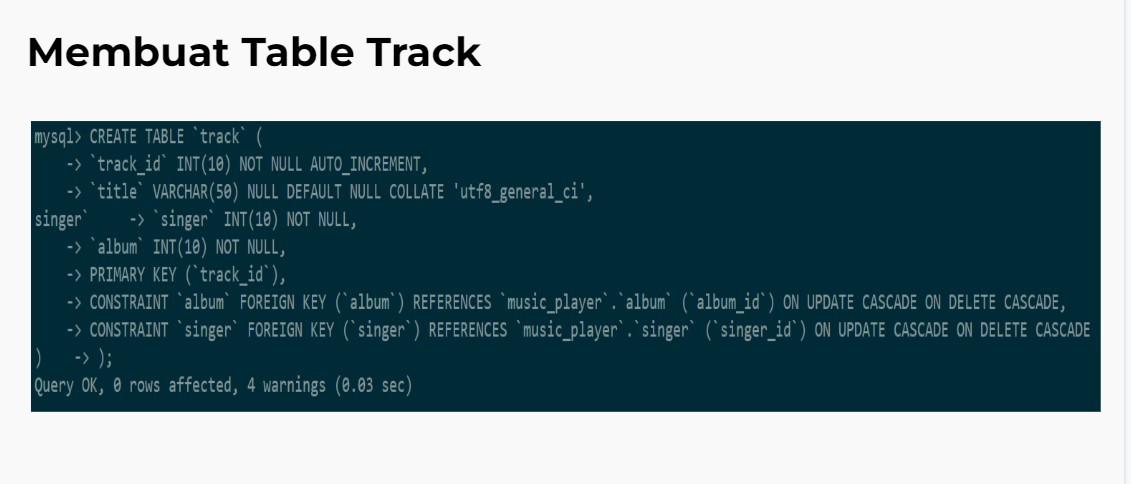 Membuat Table Track
mysql> CREATE TABLE `track` (
-> `track_id` INT(10) NOT NULL AUTO_INCREMENT,
-> `title` VARCHAR(50) NULL DEFAULT NULL COLLATE 'utf8_general_ci',
singer`     -> `singer` INT(10) NOT NULL,
-> `album` INT(10) NOT NULL,
-> PRIMARY KEY (`track_id`),
-> CONSTRAINT `album` FOREIGN KEY (`album`) REFERENCES `music_player`.`album` (`album_id`) ON UPDATE CASCADE ON DELETE CASCADE,
-> CONSTRAINT `singer` FOREIGN KEY (`singer`) REFERENCES `music_player`.`singer` (`singer_id`) ON UPDATE CASCADE ON DELETE CASCADE
)    -> );
Query OK, 0 rows affected, 4 warnings (0.03 sec)